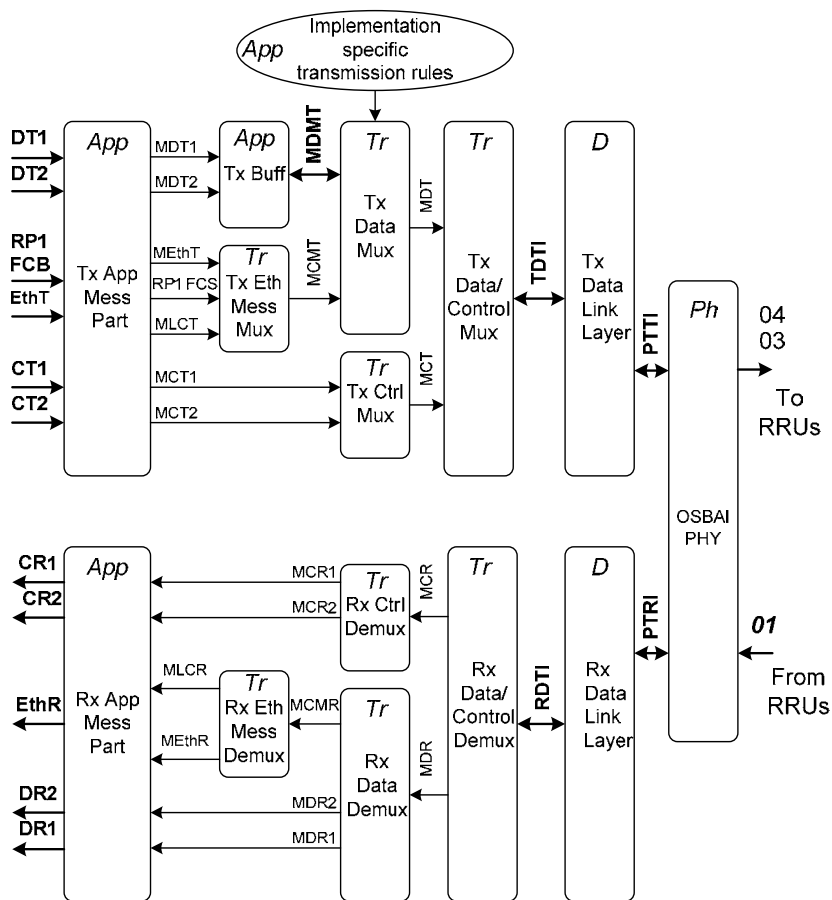 App
Implementation
specific
transmission rules
DT1
DT2
RP1
FCB
EthT
CT1
CT2
App
Tx App
Mess
Part
MDT1
MDT2
MEthT
RP1 FCS
MLCT
MCT1
MCT2
App
Tx Buff
MDMT
Tr
Tx Eth
Mess
Mux
MCMT
Tr
Tx
Data
Mux
MDT
Tr
Tx Ctrl
Mux
MCT
Tr
Tx
Data/
Control
Mux
TDTI
D
Tx
Data
Link
Layer
PTTI
Ph
OSBAI
PHY
04
03
To
RRUs
CR1
CR2
EthR
DR2
DR1
App
Rx App
Mess
Part
MCR1
MCR2
MLCR
MEthR
MDR2
MDR1
Tr
Rx Eth
Mess
Demux
MCMR
Tr
Rx Ctrl
Demux
MCR
Tr
Rx
Data
Demux
MDR
Tr
Rx
Data/
Control
Demux
RDTI
D
Rx
Data
Link
Layer
PTRI
01
From
RRUs